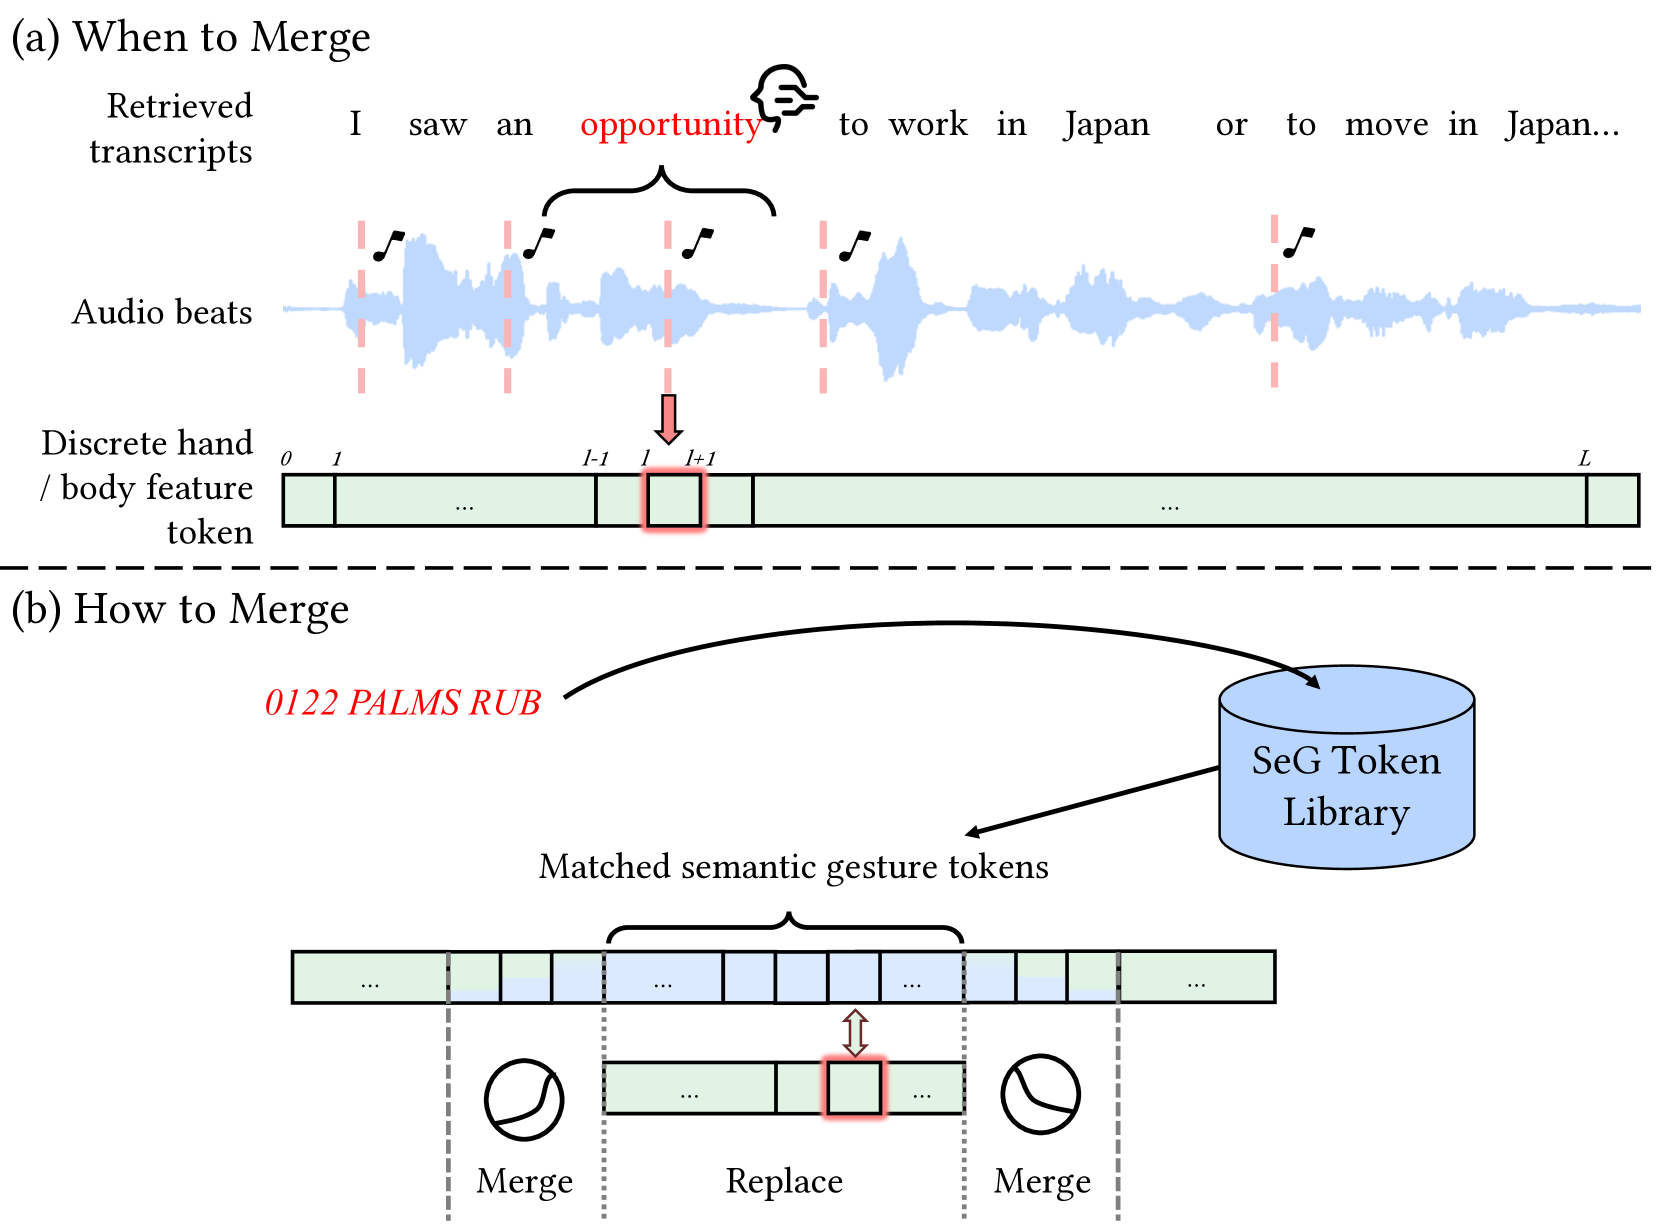 (a) When to Merge
Retrieved
transcripts
I saw an opportunity to work in Japan or to move in Japan...
Audio beats
Discrete hand
/ body feature
token
0 1 l-1 l l+1 L
... ...
(b) How to Merge
0122 PALMS RUB
SeG Token
Library
Matched semantic gesture tokens
... ... ... ...
... ...
Merge Replace Merge